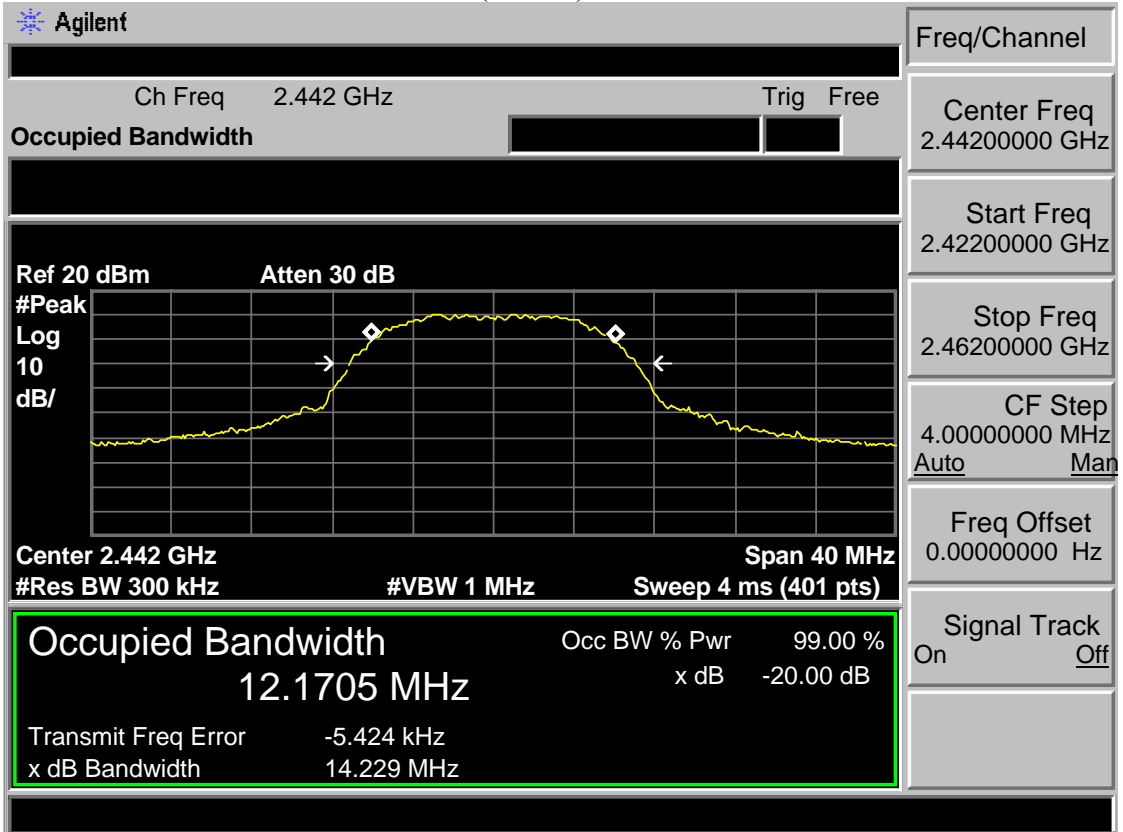 Agilent
Freq/Channel
Ch Freq 2.442 GHz Trig Free
Occupied Bandwidth
Center Freq
2.44200000 GHz
Start Freq
2.42200000 GHz
Stop Freq
2.46200000 GHz
CF Step
4.00000000 MHz
Auto Man
Freq Offset
0.00000000 Hz
Signal Track
On Off
Ref 20 dBm Atten 30 dB
#Peak
Log
10
dB/
Center 2.442 GHz Span 40 MHz
#Res BW 300 kHz #VBW 1 MHz Sweep 4 ms (401 pts)
Occupied Bandwidth Occ BW % Pwr 99.00 %
12.1705 MHz x dB -20.00 dB
Transmit Freq Error -5.424 kHz
x dB Bandwidth 14.229 MHz